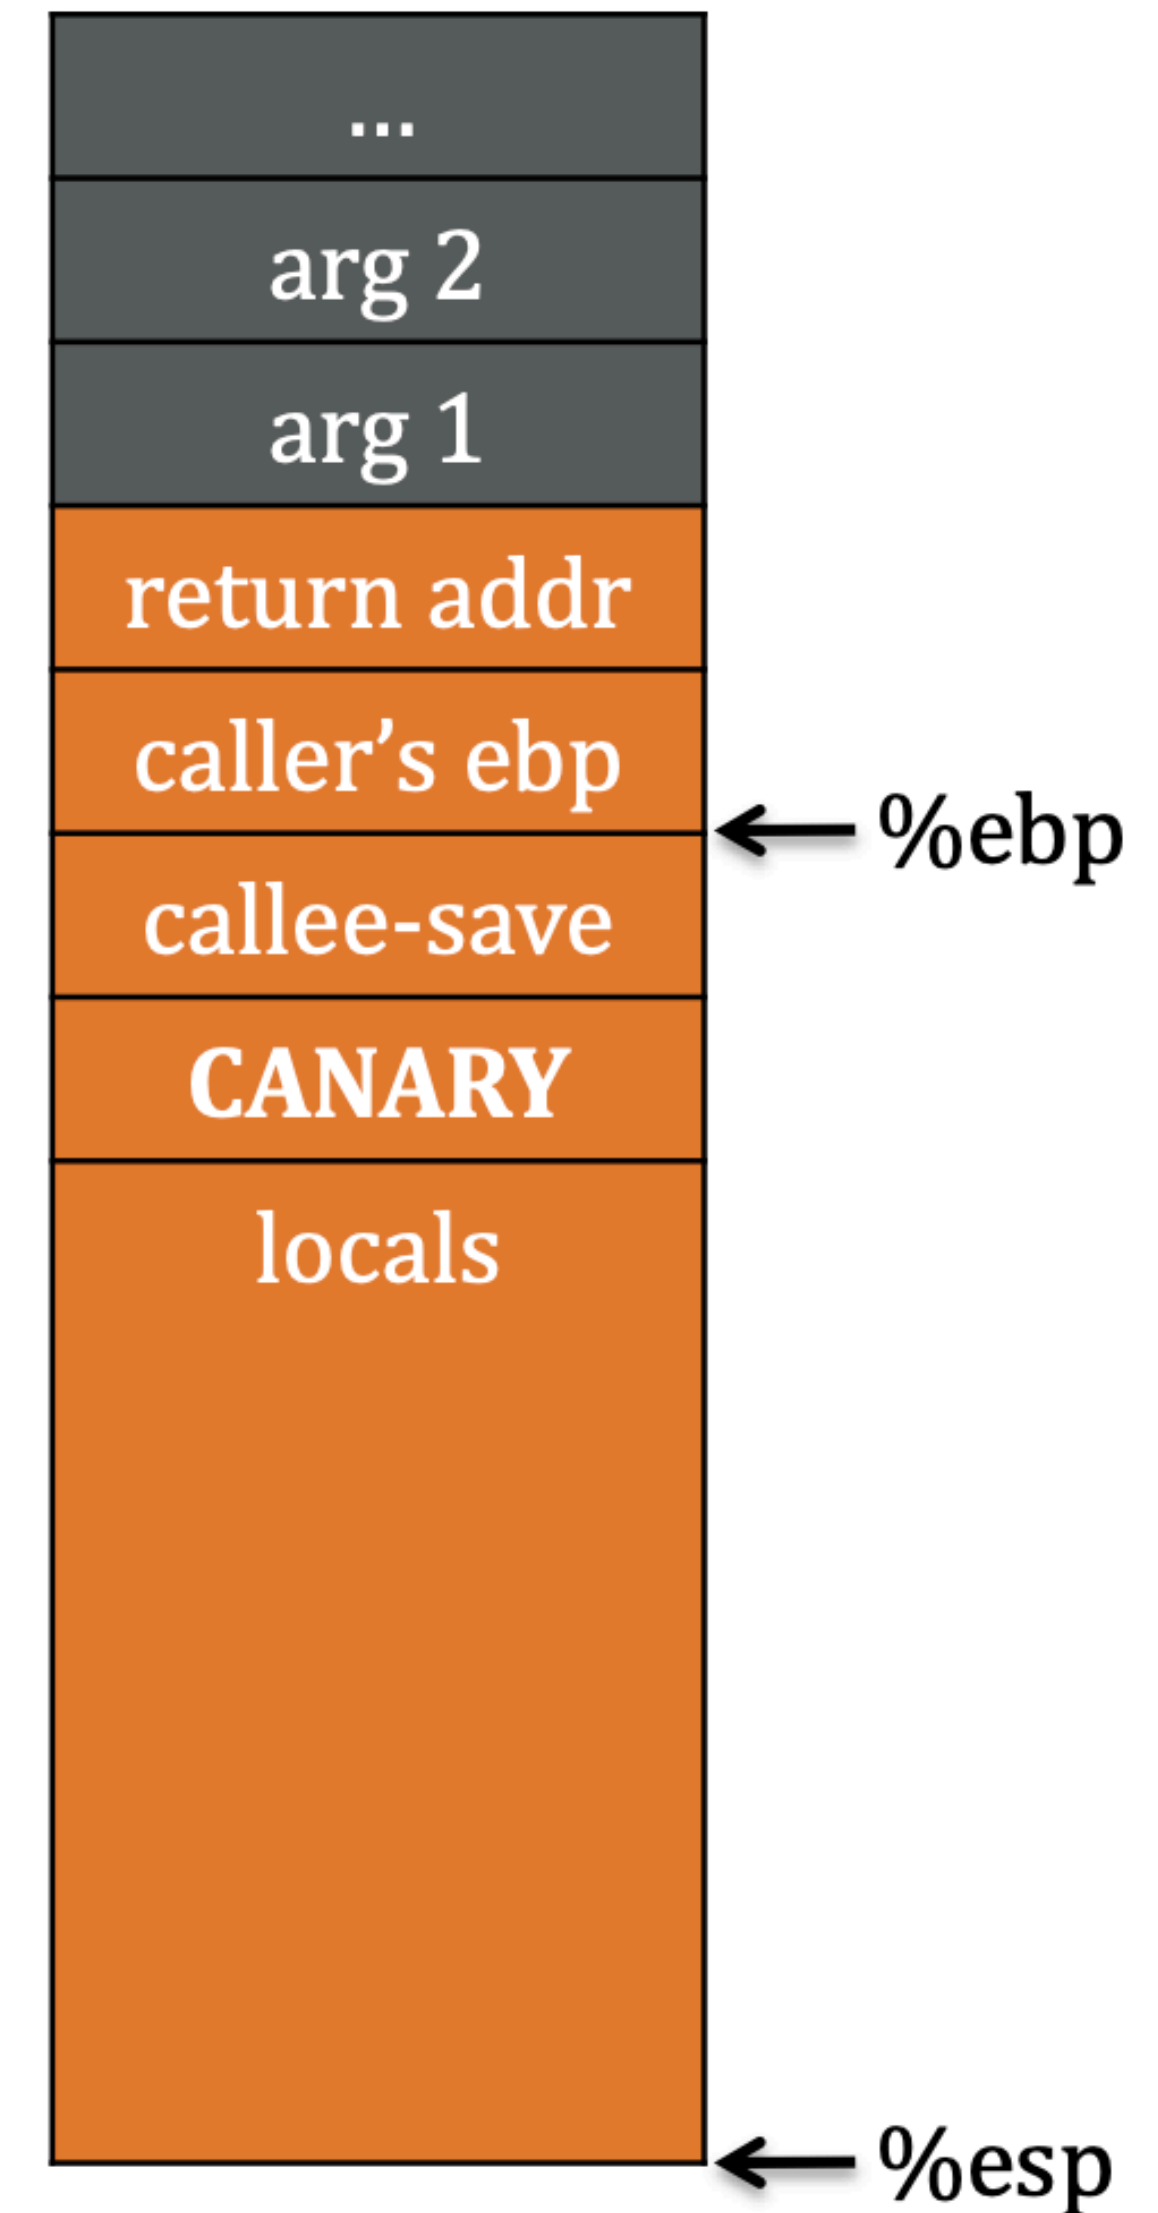 ...
arg 2
arg 1
return addr
caller’s ebp
%ebp
callee-save
CANARY
locals
%esp